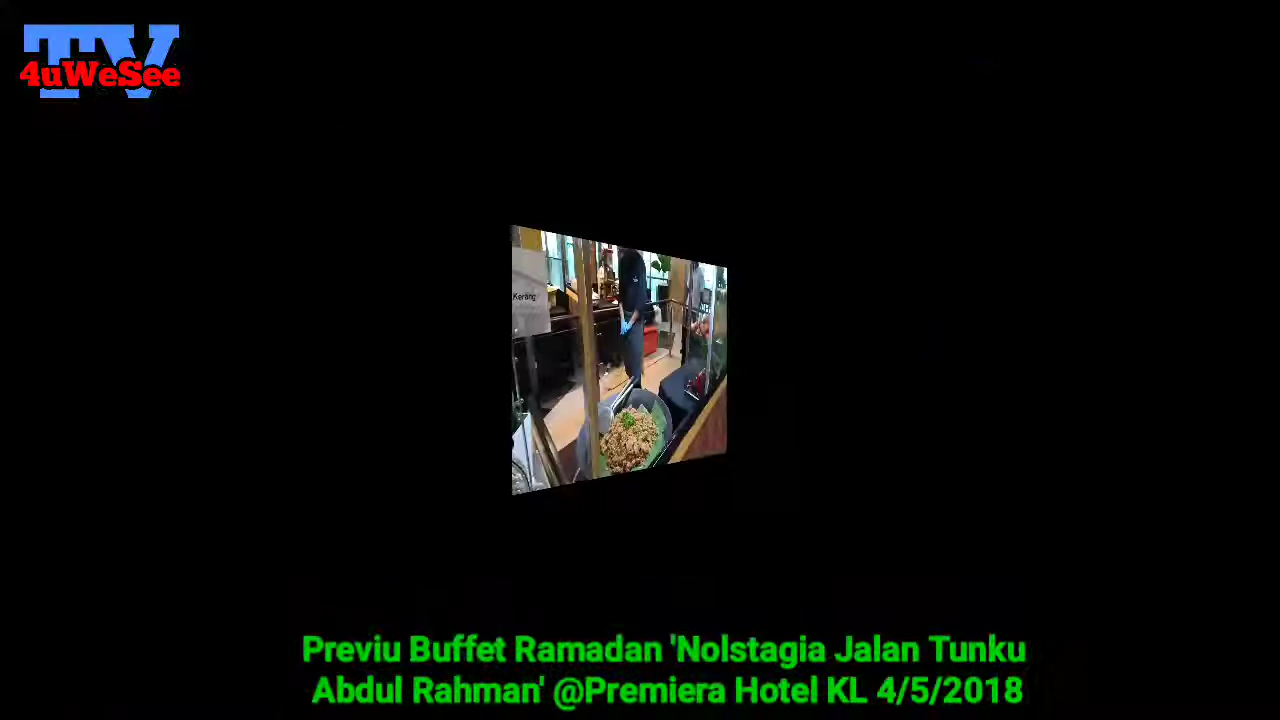 TV
4uWeSee
Kerang
Previu Buffet Ramadan 'Nolstagia Jalan Tunku
Abdul Rahman' @Premiera Hotel KL 4/5/2018